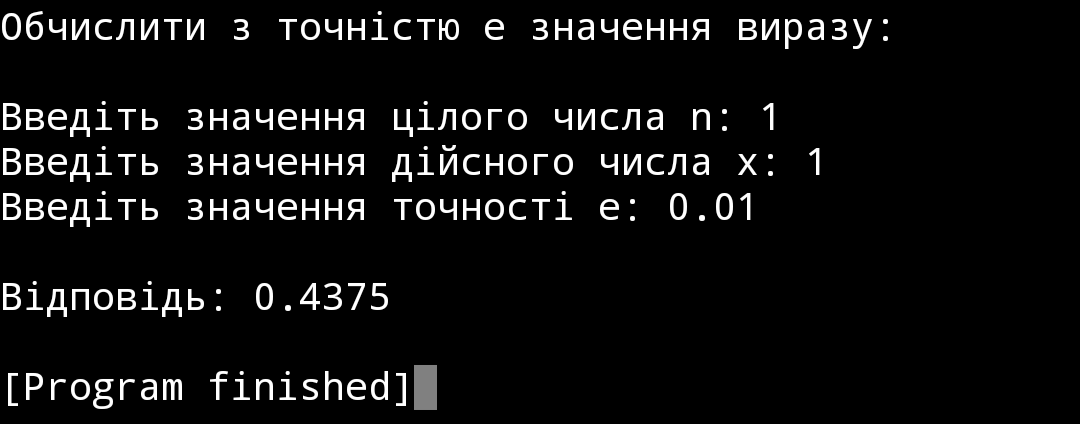 Обчислити з точністю е значення виразу:
Введіть значення цілого числа n: 1
Введіть значення дійсного числа x: 1
Введіть значення точності е: 0.01
Відповідь: 0.4375
[Program finished]